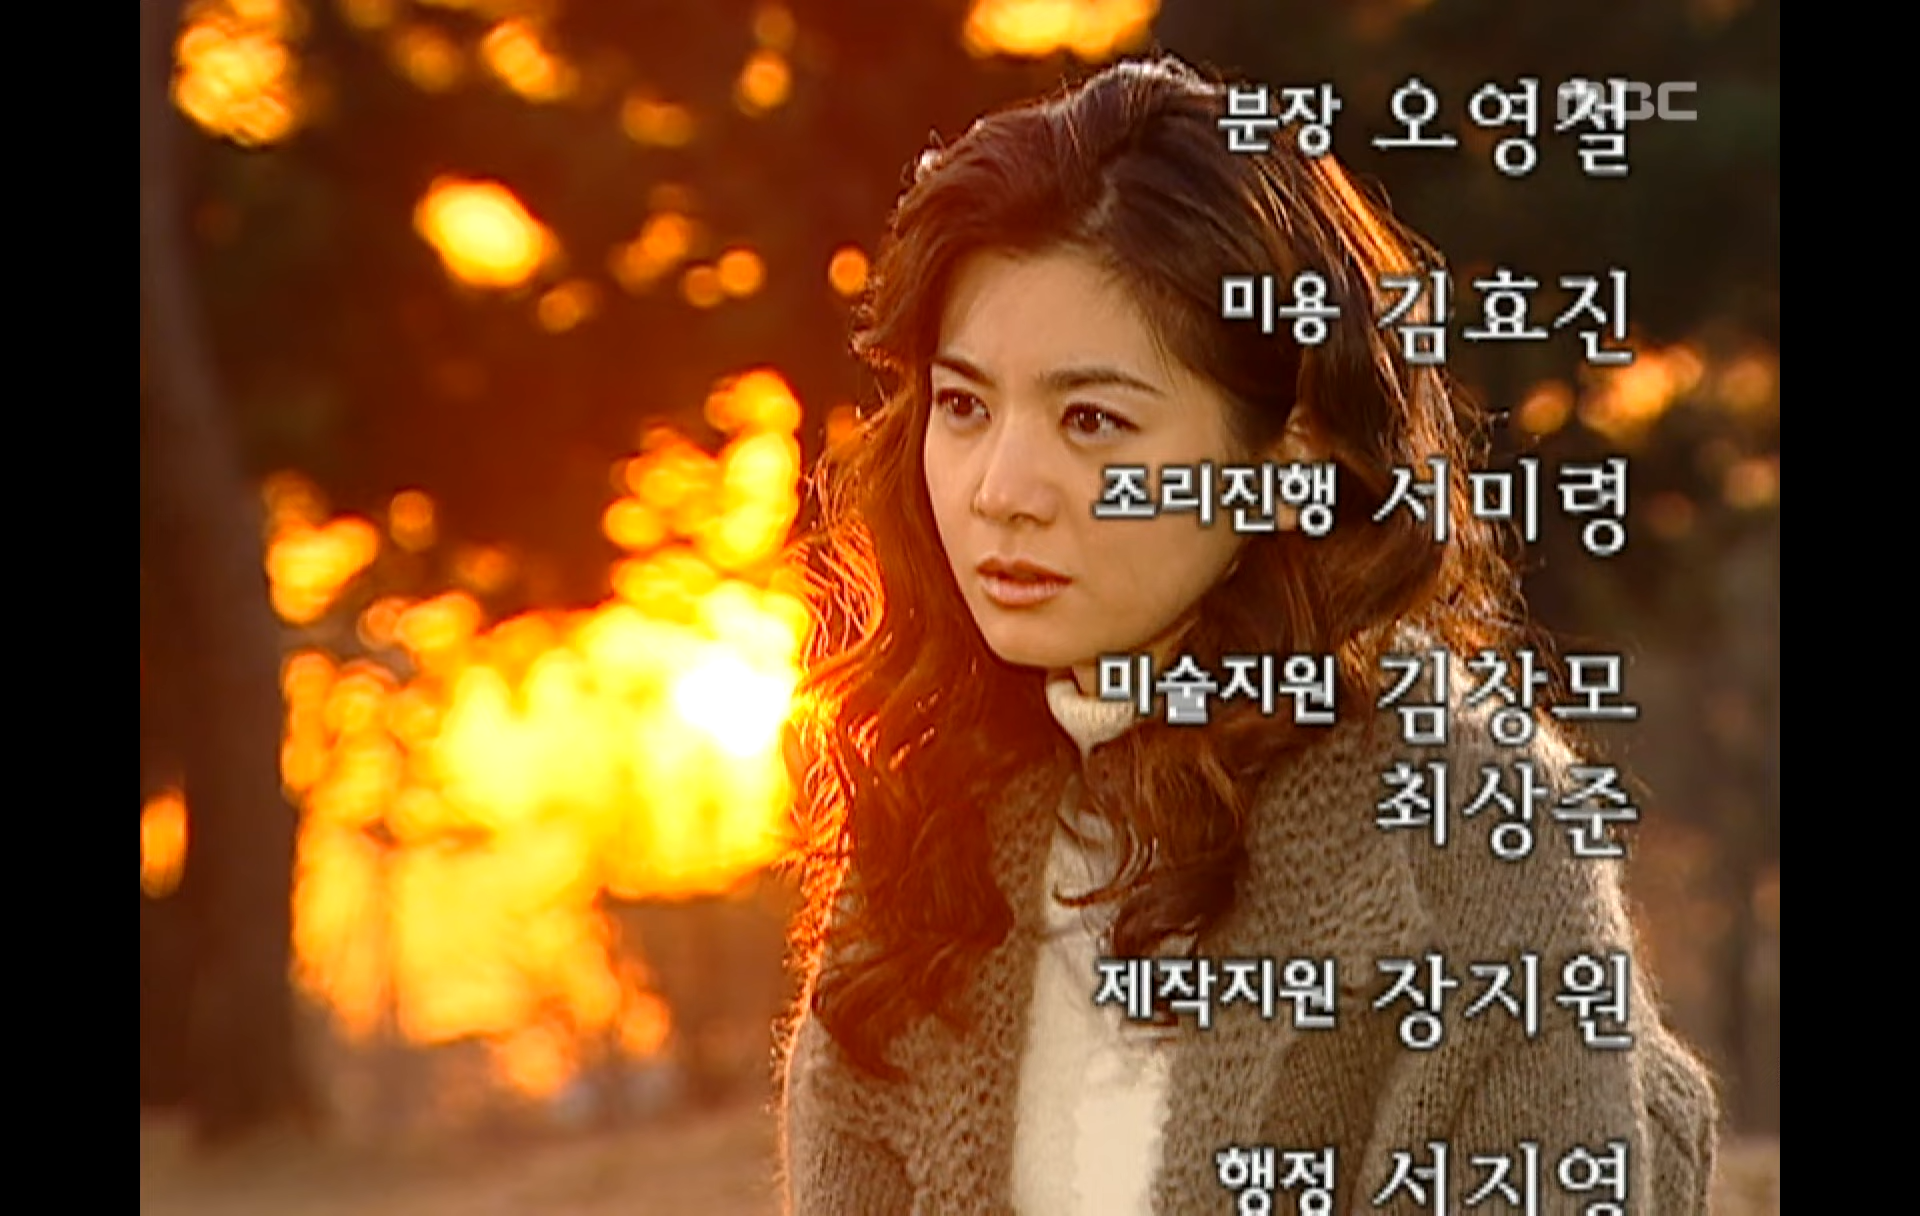 MBC
분장 오영철
미용 김효진
조리진행 서미령
미술지원 김창모
최상준
제작지원 장지원
행정 서지영